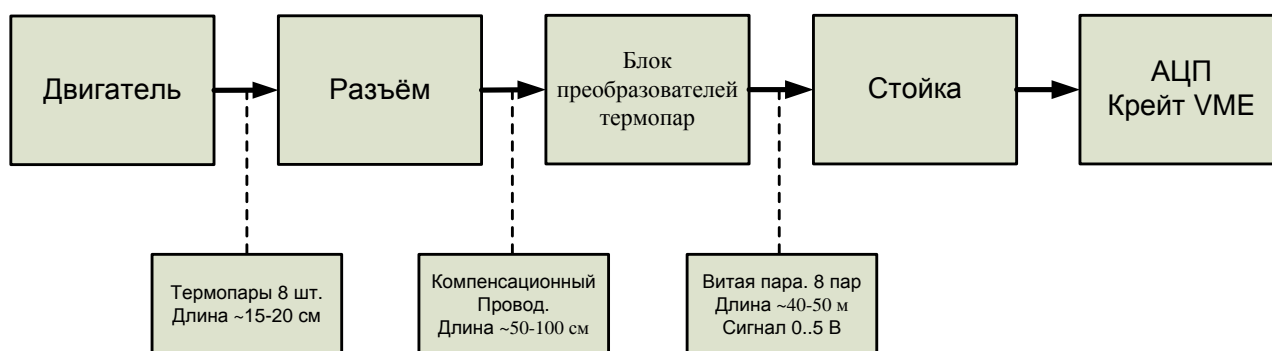 Двигатель
Разъём
Блок
преобразователей
термопар
Стойка
АЦП
Крейт VME
Термопары 8 шт.
Длина ~15-20 см
Компенсационный
Провод.
Длина ~50-100 см
Витая пара. 8 пар
Длина ~40-50 м
Сигнал 0..5 В